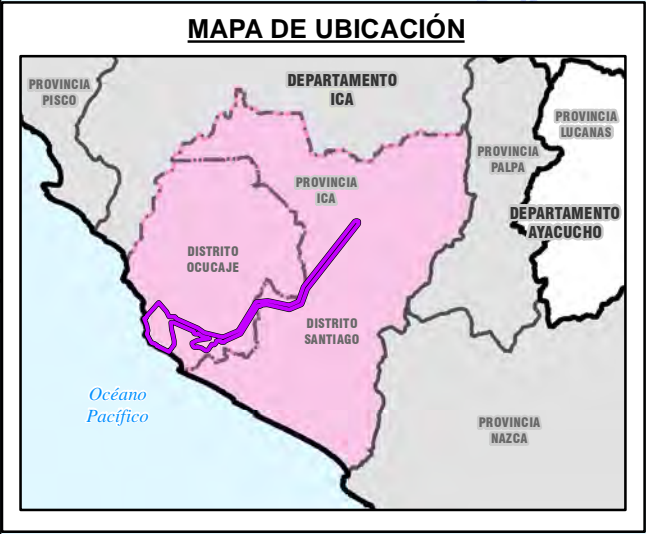 MAPA DE UBICACIÓN
PROVINCIA
PISCO
DEPARTAMENTO
ICA
PROVINCIA
LUCANAS
PROVINCIA
PALPA
PROVINCIA
ICA
DEPARTAMENTO
AYACUCHO
DISTRITO
OCUCAJE
DISTRITO
SANTIAGO
Océano
Pacífico
PROVINCIA
NAZCA